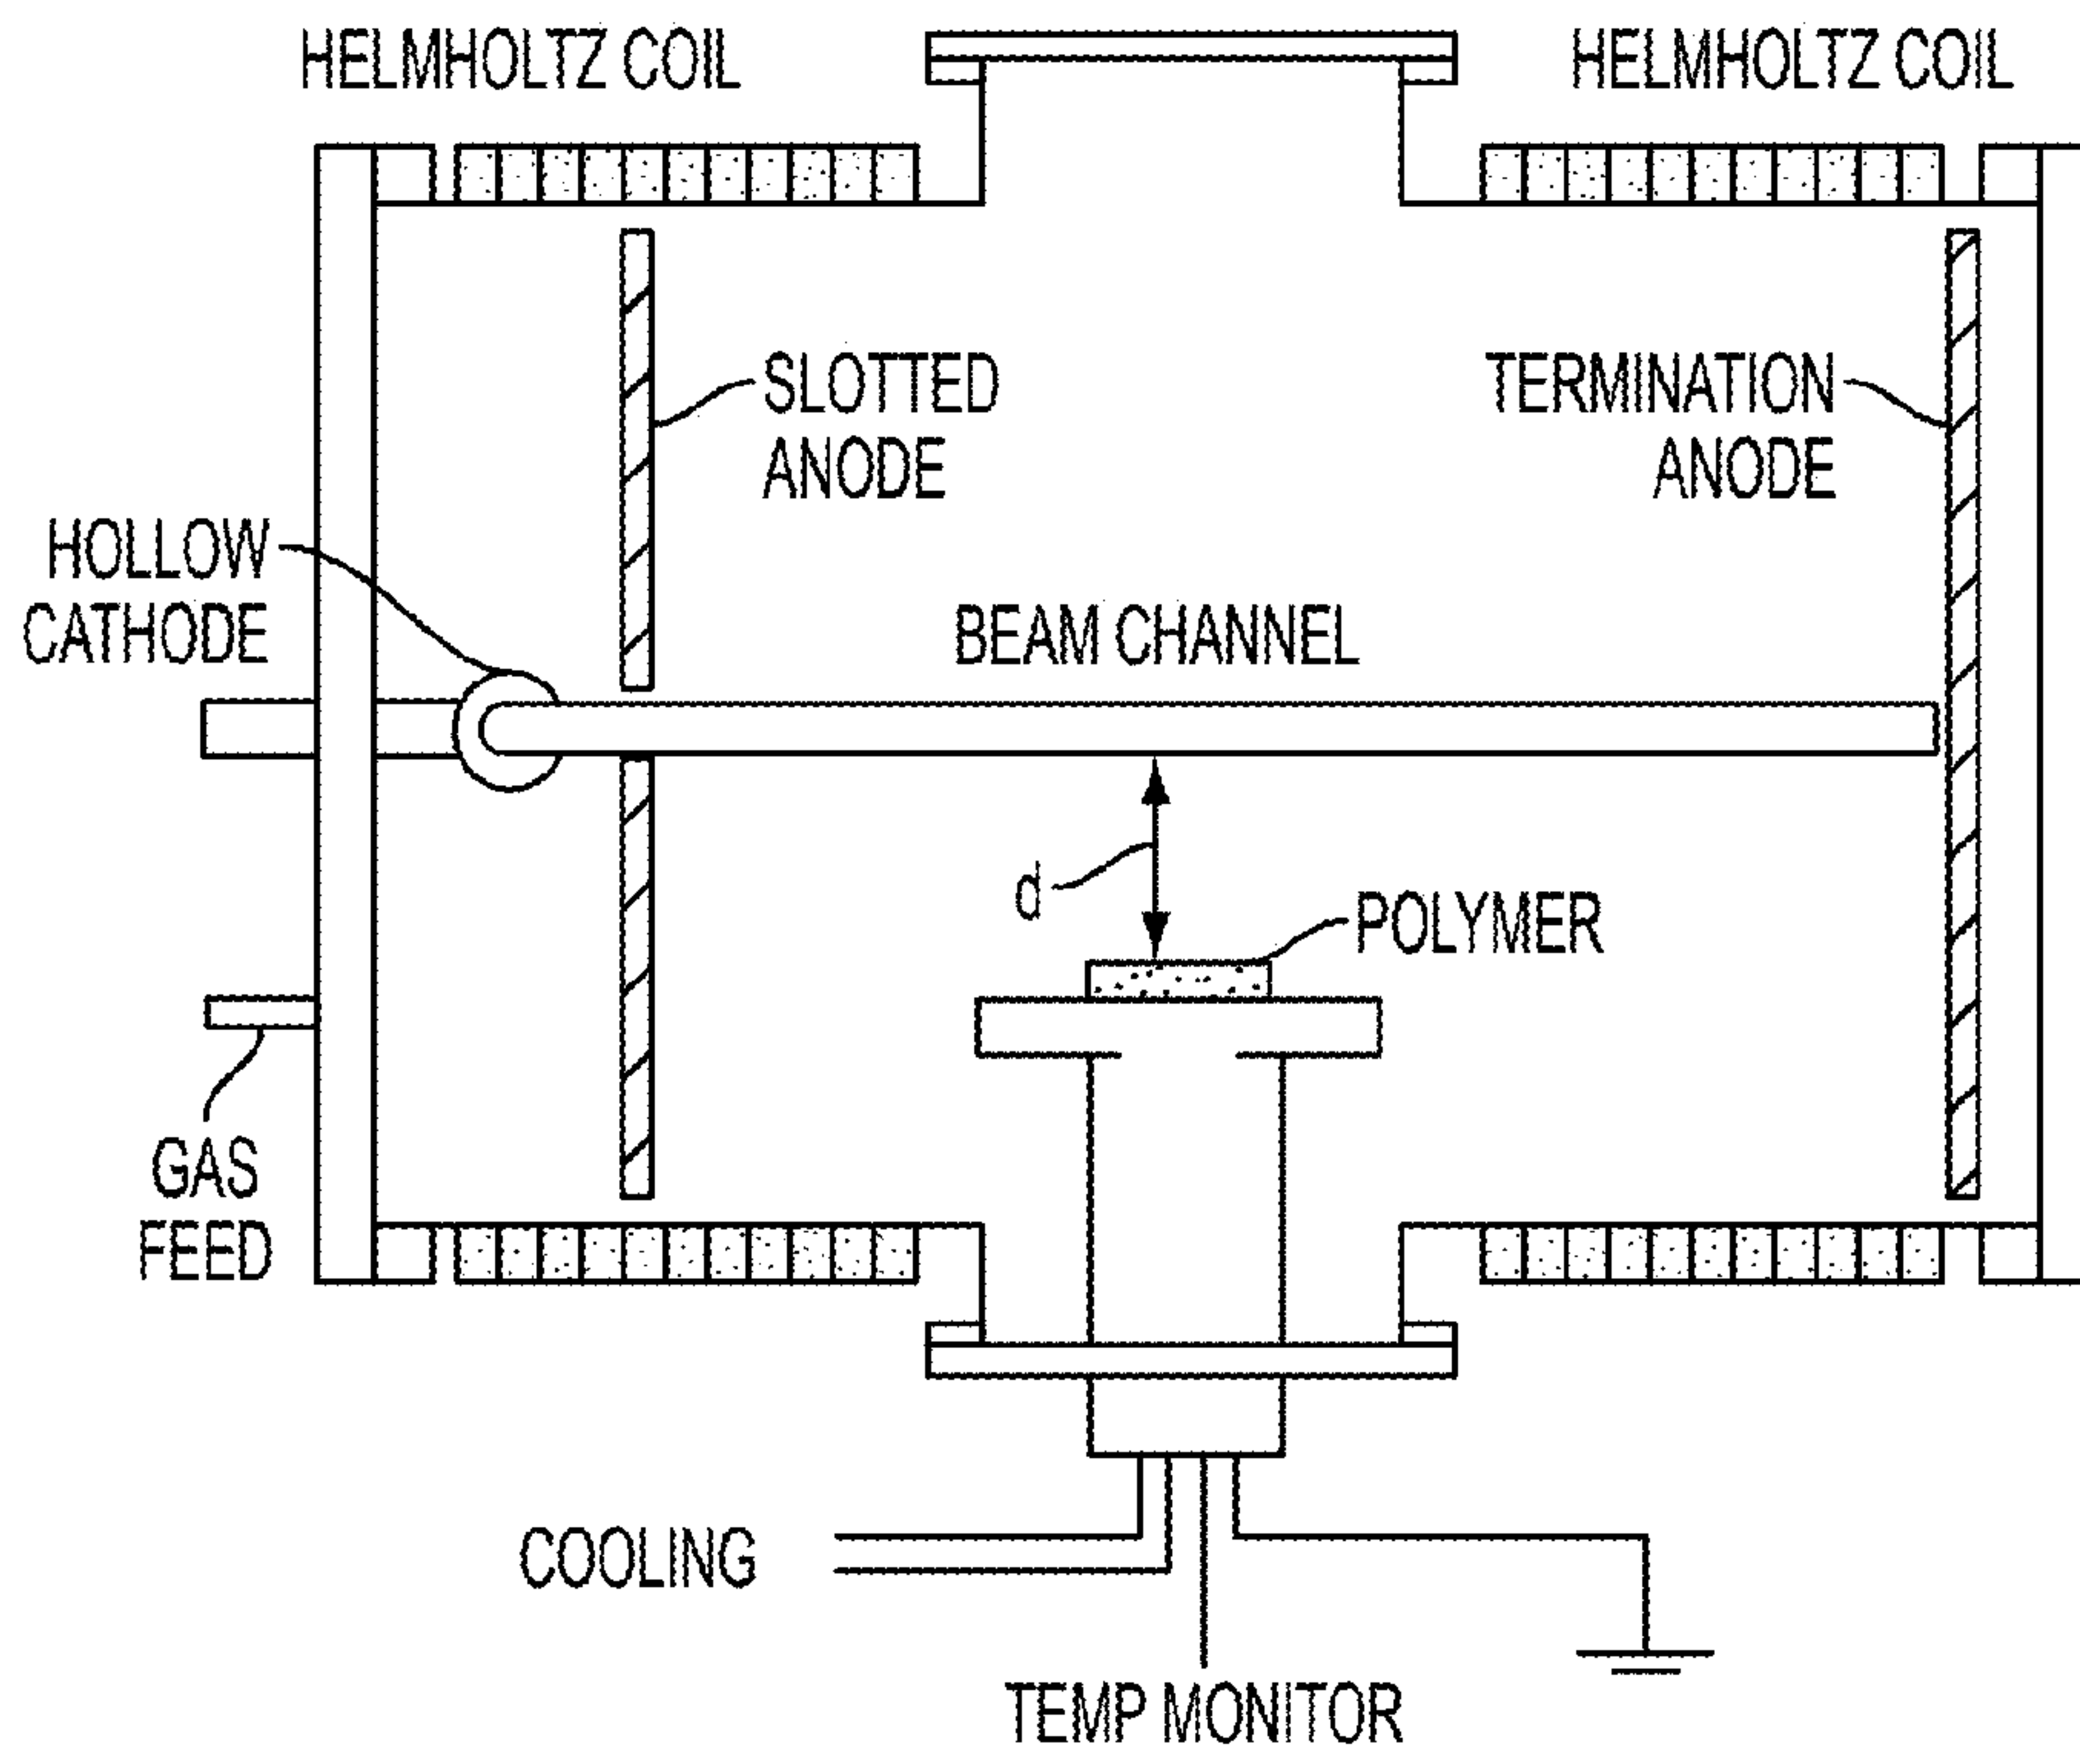 HELMHOLTZ COIL
HELMHOLTZ COIL
SLOTTED
ANODE
TERMINATION
ANODE
HOLLOW
CATHODE
BEAM CHANNEL
d
POLYMER
GAS
FEED
COOLING
TEMP MONITOR